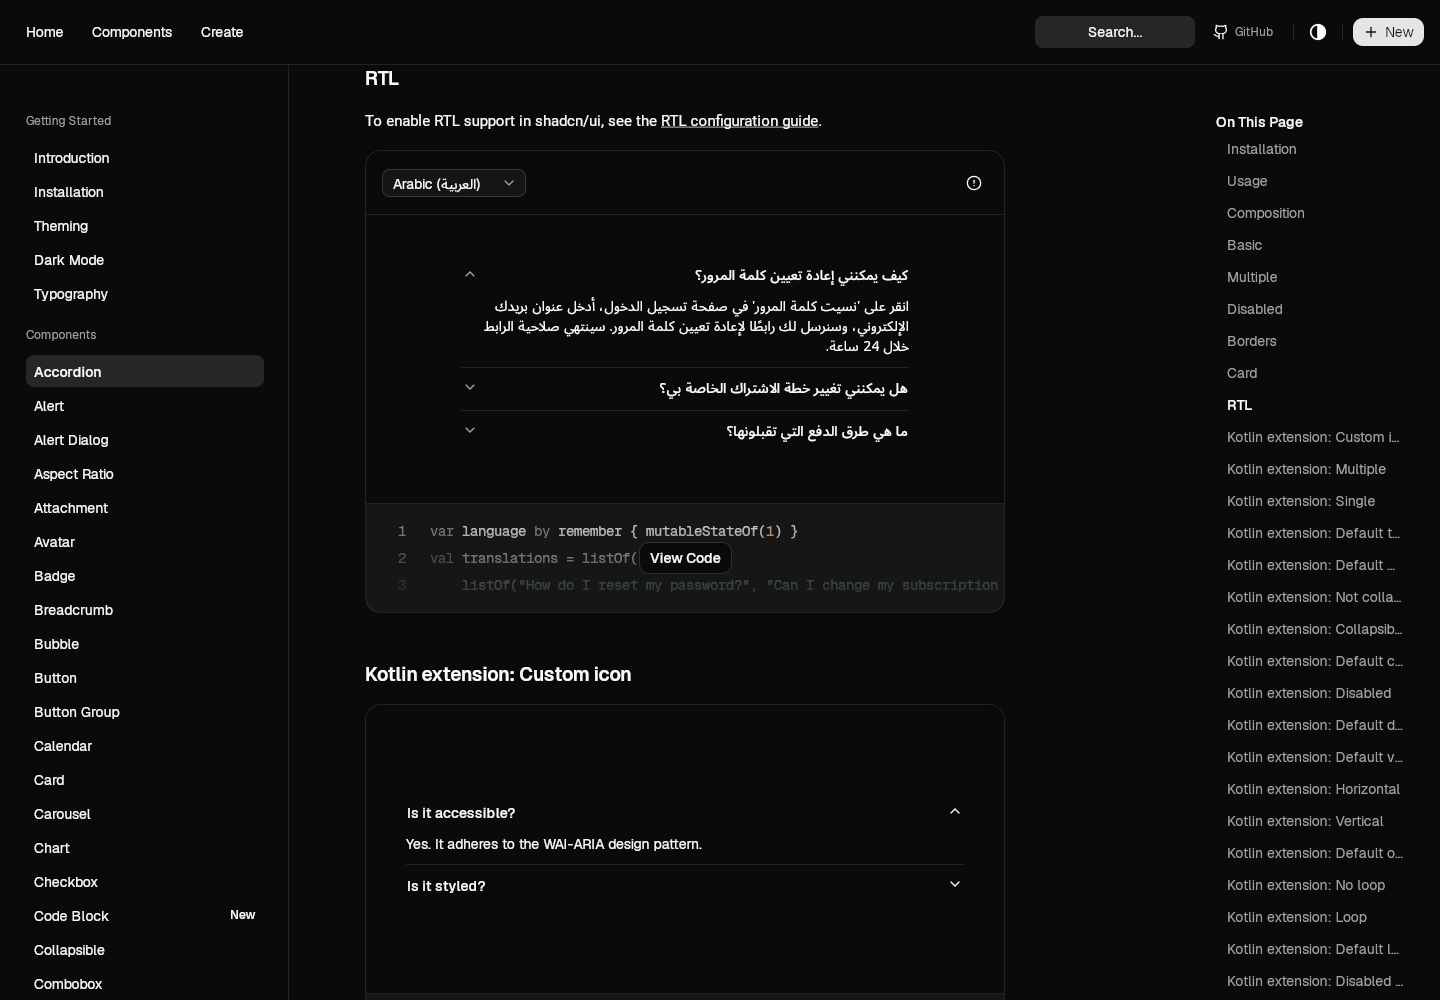 Home
Components
Create
Search...
GitHub
New
Getting Started
Introduction
Installation
Theming
Dark Mode
Typography
Components
Accordion
Alert
Alert Dialog
Aspect Ratio
Attachment
Avatar
Badge
Breadcrumb
Bubble
Button
Button Group
Calendar
Card
Carousel
Chart
Checkbox
Code Block
New
Collapsible
Combobox
RTL
To enable RTL support in shadcn/ui, see the RTL configuration guide.
Arabic (العربية)
كيف يمكنني إعادة تعيين كلمة المرور؟
انقر على 'نسيت كلمة المرور' في صفحة تسجيل الدخول، أدخل عنوان بريدك
الإلكتروني، وسنرسل لك رابطًا لإعادة تعيين كلمة المرور. سينتهي صلاحية الرابط
خلال 24 ساعة.
هل يمكنني تغيير خطة الاشتراك الخاصة بي؟
ما هي طرق الدفع التي تقبلونها؟
1 var language by remember { mutableStateOf(1) }
2 val translations = listOf(
View Code
3 listOf("How do I reset my password?", "Can I change my subscription
Kotlin extension: Custom icon
Is it accessible?
Yes. It adheres to the WAI-ARIA design pattern.
Is it styled?
On This Page
Installation
Usage
Composition
Basic
Multiple
Disabled
Borders
Card
RTL
Kotlin extension: Custom i...
Kotlin extension: Multiple
Kotlin extension: Single
Kotlin extension: Default t...
Kotlin extension: Default ...
Kotlin extension: Not colla...
Kotlin extension: Collapsib...
Kotlin extension: Default c...
Kotlin extension: Disabled
Kotlin extension: Default d...
Kotlin extension: Default v...
Kotlin extension: Horizontal
Kotlin extension: Vertical
Kotlin extension: Default o...
Kotlin extension: No loop
Kotlin extension: Loop
Kotlin extension: Default l...
Kotlin extension: Disabled ...